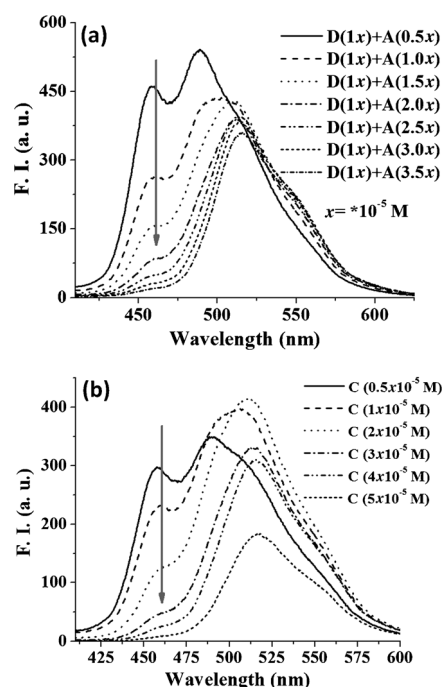 (a)
D(1x)+A(0.5x)
D(1x)+A(1.0x)
D(1x)+A(1.5x)
D(1x)+A(2.0x)
D(1x)+A(2.5x)
D(1x)+A(3.0x)
D(1x)+A(3.5x)
x= *10⁻⁵ M
F. I. (a. u.)
600
450
300
150
0
450 500 550 600
Wavelength (nm)
(b)
C (0.5x10⁻⁵ M)
C (1x10⁻⁵ M)
C (2x10⁻⁵ M)
C (3x10⁻⁵ M)
C (4x10⁻⁵ M)
C (5x10⁻⁵ M)
F. I. (a. u.)
400
300
200
100
0
425 450 475 500 525 550 575 600
Wavelength (nm)